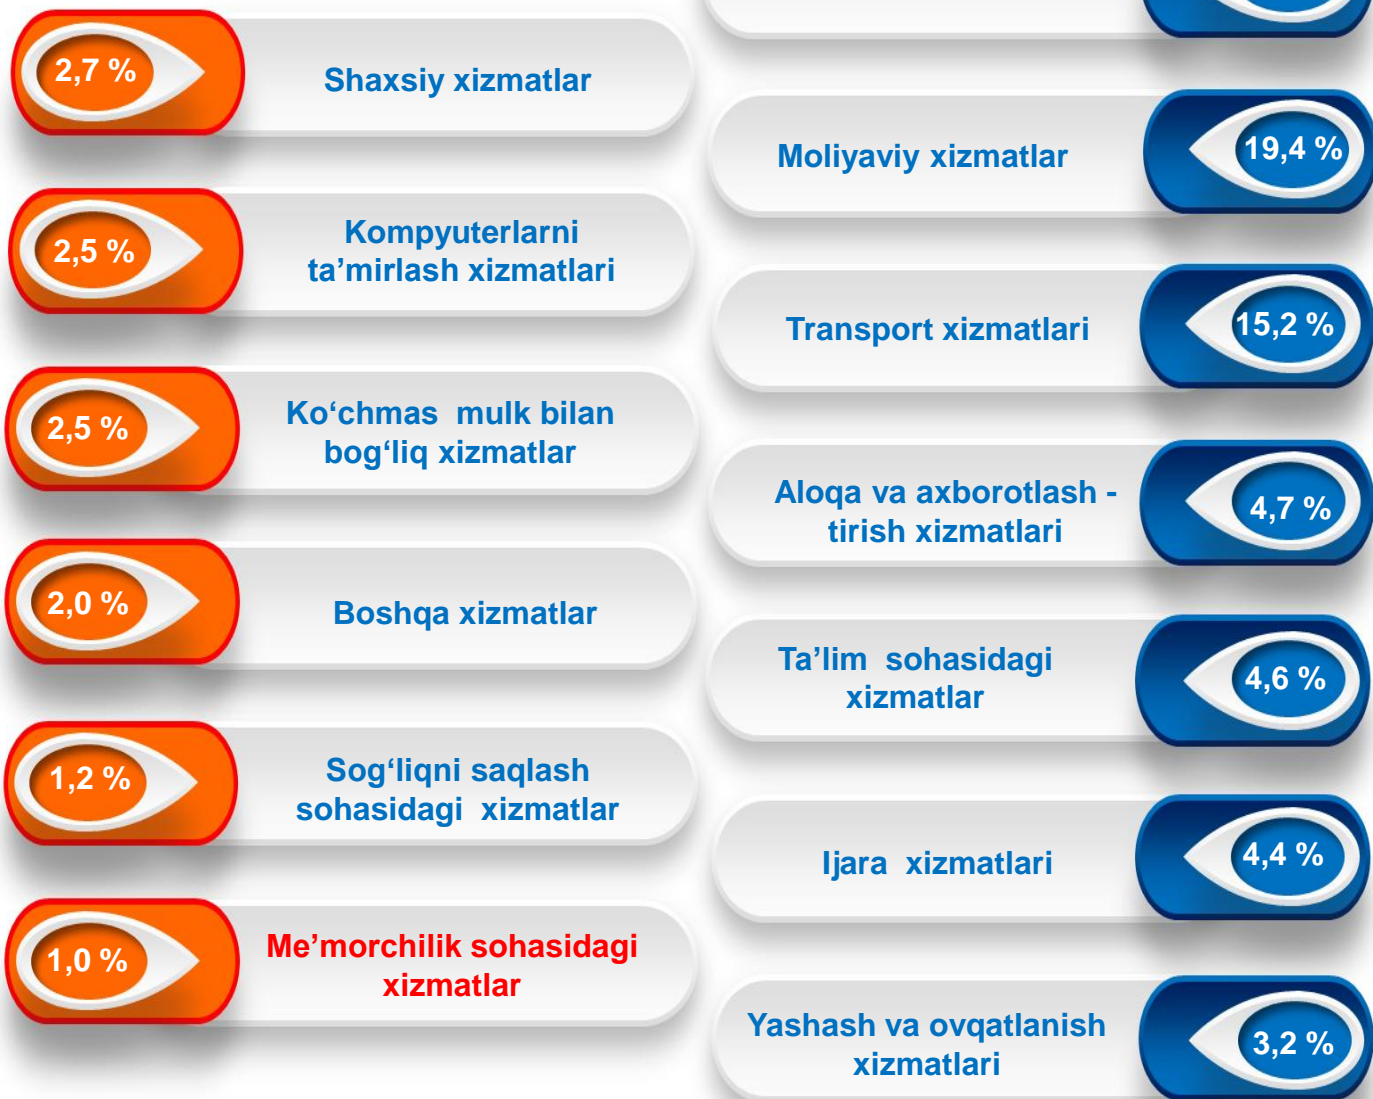 2,7 %
Shaxsiy xizmatlar
2,5 %
Kompyuterlarni
ta’mirlash xizmatlari
2,5 %
Ko‘chmas  mulk bilan
bog‘liq xizmatlar
2,0 %
Boshqa xizmatlar
1,2 %
Sog‘liqni saqlash
sohasidagi  xizmatlar
1,0 %
Me’morchilik sohasidagi
xizmatlar
Moliyaviy xizmatlar
19,4 %
Transport xizmatlari
15,2 %
Aloqa va axborotlash -
tirish xizmatlari
4,7 %
Ta’lim  sohasidagi
xizmatlar
4,6 %
Ijara  xizmatlari
4,4 %
Yashash va ovqatlanish
xizmatlari
3,2 %